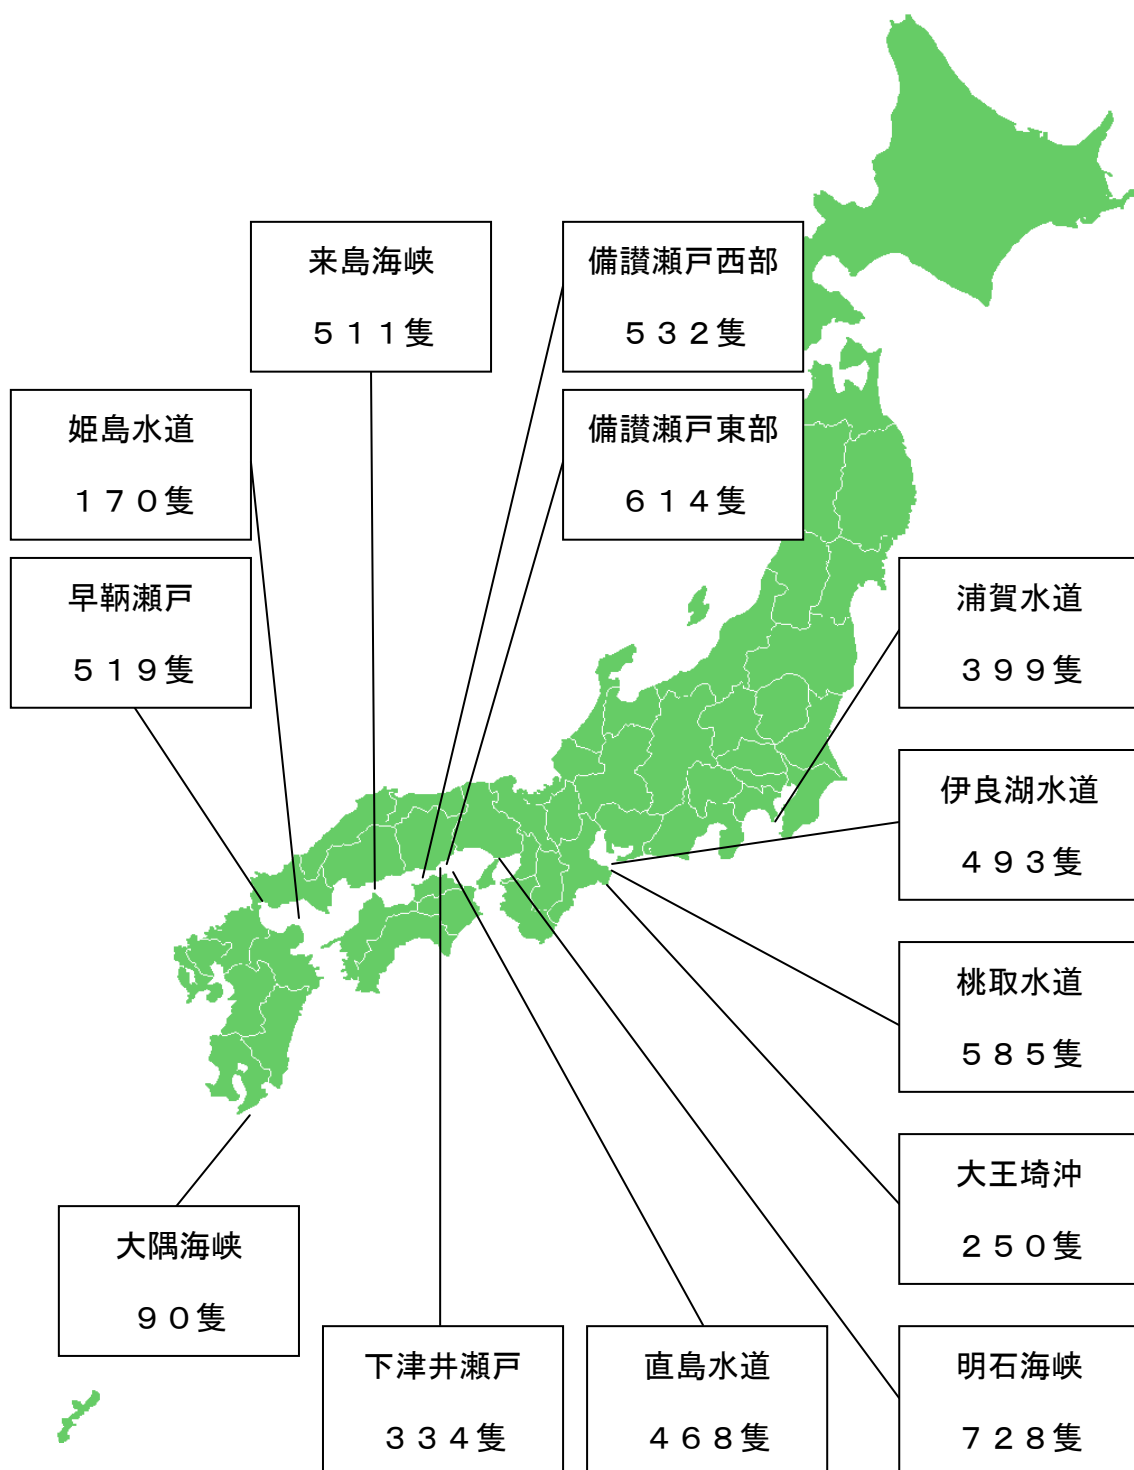 来島海峡
５１１隻
備讃瀬戸西部
５３２隻
姫島水道
１７０隻
備讃瀬戸東部
６１４隻
早鞆瀬戸
５１９隻
浦賀水道
３９９隻
伊良湖水道
４９３隻
桃取水道
５８５隻
大王埼沖
２５０隻
大隅海峡
９０隻
下津井瀬戸
３３４隻
直島水道
４６８隻
明石海峡
７２８隻